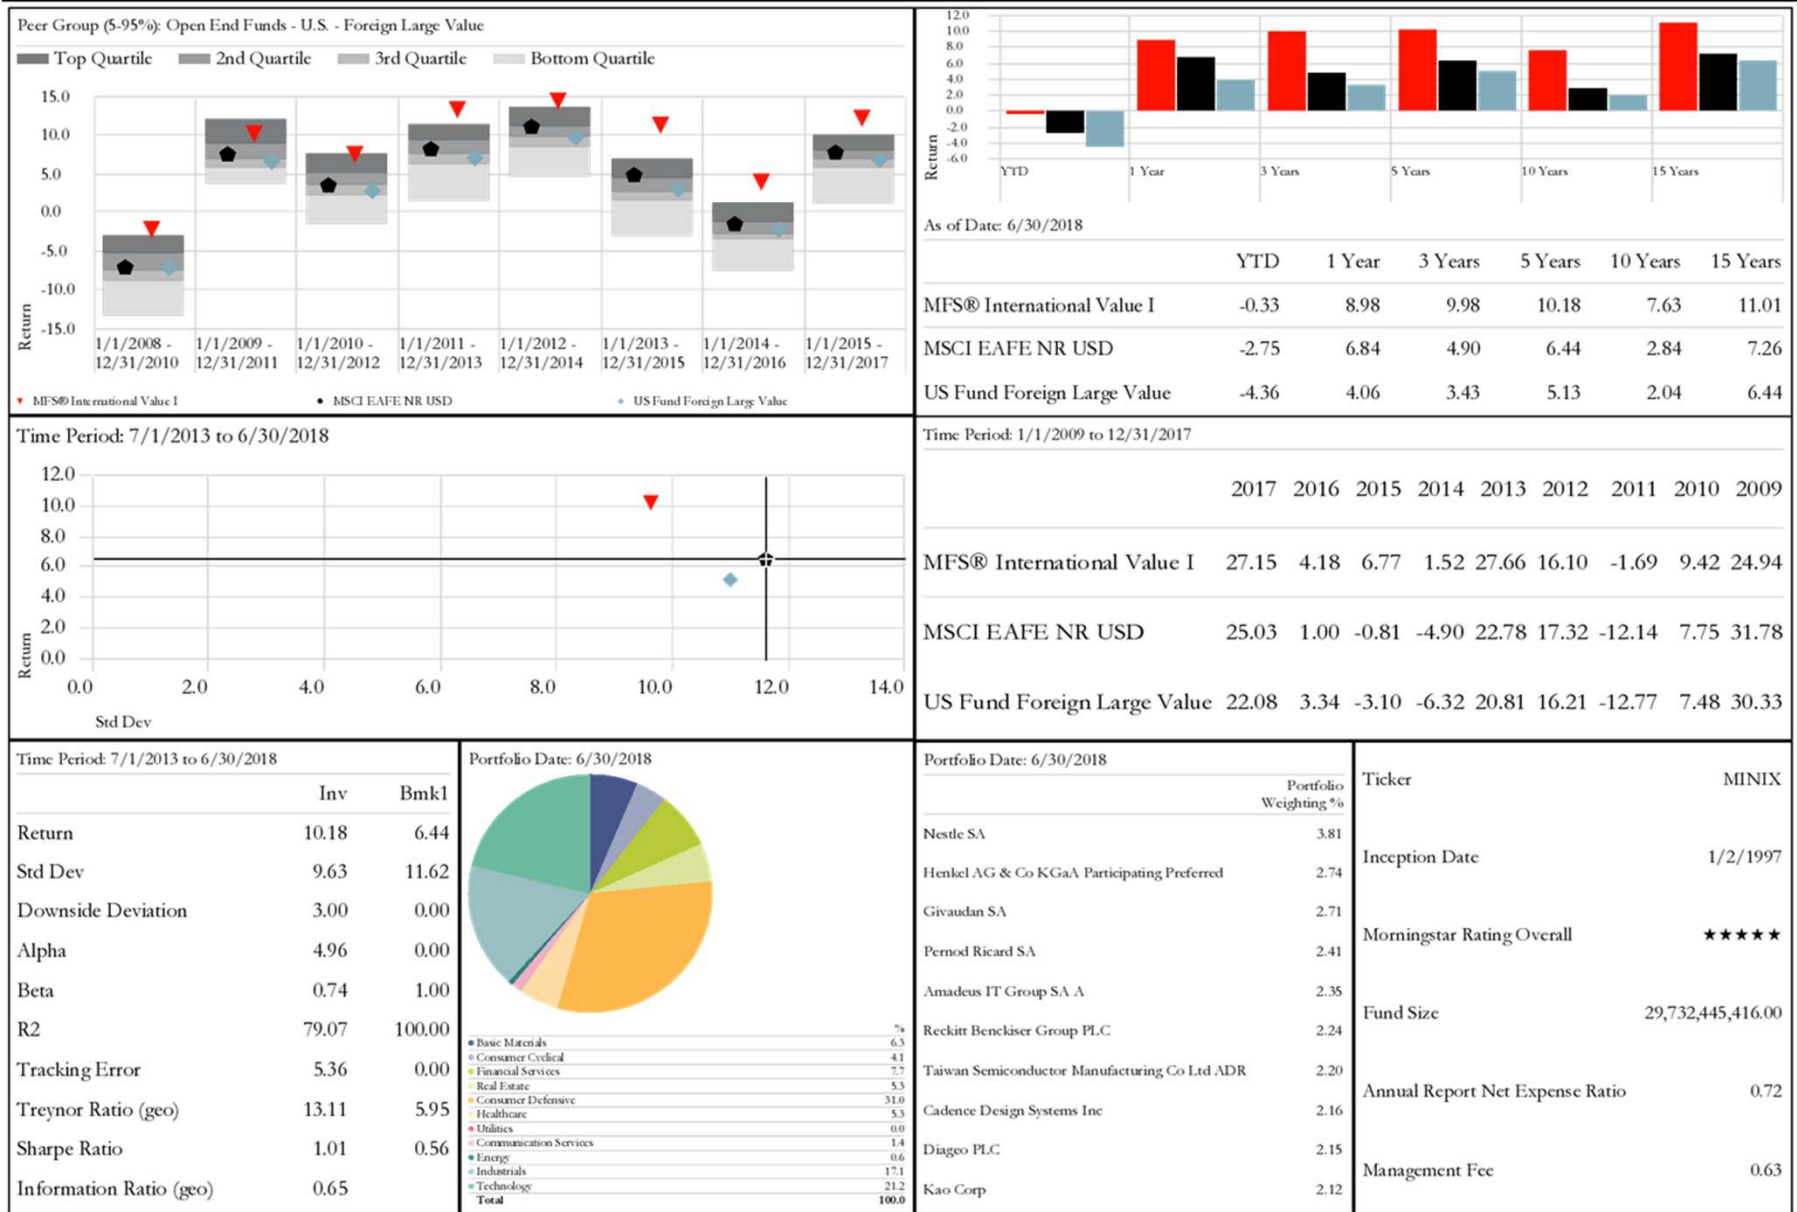 Peer Group (5-95%): Open End Funds - U.S. - Foreign Large Value
Top Quartile 2nd Quartile 3rd Quartile Bottom Quartile
15.0
10.0
5.0
0.0
-5.0
-10.0
-15.0
Return
1/1/2008 - 12/31/2010
1/1/2009 - 12/31/2011
1/1/2010 - 12/31/2012
1/1/2011 - 12/31/2013
1/1/2012 - 12/31/2014
1/1/2013 - 12/31/2015
1/1/2014 - 12/31/2016
1/1/2015 - 12/31/2017
MFS® International Value I MSCI EAFE NR USD US Fund Foreign Large Value
12.0
10.0
8.0
6.0
4.0
2.0
0.0
-2.0
-4.0
-6.0
Return
YTD 1 Year 3 Years 5 Years 10 Years 15 Years
As of Date: 6/30/2018
YTD 1 Year 3 Years 5 Years 10 Years 15 Years
MFS® International Value I -0.33 8.98 9.98 10.18 7.63 11.01
MSCI EAFE NR USD -2.75 6.84 4.90 6.44 2.84 7.26
US Fund Foreign Large Value -4.36 4.06 3.43 5.13 2.04 6.44
Time Period: 7/1/2013 to 6/30/2018
12.0
10.0
8.0
6.0
4.0
2.0
0.0
Return
0.0 2.0 4.0 6.0 8.0 10.0 12.0 14.0
Std Dev
Time Period: 1/1/2009 to 12/31/2017
2017 2016 2015 2014 2013 2012 2011 2010 2009
MFS® International Value I 27.15 4.18 6.77 1.52 27.66 16.10 -1.69 9.42 24.94
MSCI EAFE NR USD 25.03 1.00 -0.81 -4.90 22.78 17.32 -12.14 7.75 31.78
US Fund Foreign Large Value 22.08 3.34 -3.10 -6.32 20.81 16.21 -12.77 7.48 30.33
Time Period: 7/1/2013 to 6/30/2018
Inv Bmk1
Return 10.18 6.44
Std Dev 9.63 11.62
Downside Deviation 3.00 0.00
Alpha 4.96 0.00
Beta 0.74 1.00
R2 79.07 100.00
Tracking Error 5.36 0.00
Treynor Ratio (geo) 13.11 5.95
Sharpe Ratio 1.01 0.56
Information Ratio (geo) 0.65
Portfolio Date: 6/30/2018
%
Basic Materials 6.3
Consumer Cyclical 4.1
Financial Services 7.7
Real Estate 5.3
Consumer Defensive 31.0
Healthcare 5.3
Utilities 0.0
Communication Services 1.4
Energy 0.6
Industrials 17.1
Technology 21.2
Total 100.0
Portfolio Date: 6/30/2018
Portfolio
Weighting %
Nestle SA 3.81
Henkel AG & Co KGaA Participating Preferred 2.74
Givaudan SA 2.71
Pernod Ricard SA 2.41
Amadeus IT Group SA A 2.35
Reckitt Benckiser Group PLC 2.24
Taiwan Semiconductor Manufacturing Co Ltd ADR 2.20
Cadence Design Systems Inc 2.16
Diageo PLC 2.15
Kao Corp 2.12
Ticker MINIX
Inception Date 1/2/1997
Morningstar Rating Overall ★★★★★
Fund Size 29,732,445,416.00
Annual Report Net Expense Ratio 0.72
Management Fee 0.63